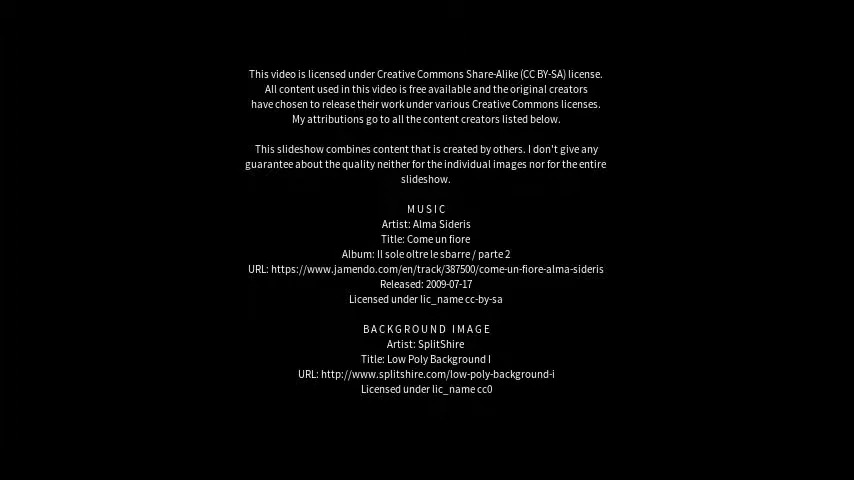 This video is licensed under Creative Commons Share-Alike (CC BY-SA) license.
All content used in this video is free available and the original creators
have chosen to release their work under various Creative Commons licenses.
My attributions go to all the content creators listed below.
This slideshow combines content that is created by others. I don't give any
guarantee about the quality neither for the individual images nor for the entire
slideshow.
MUSIC
Artist: Alma Sideris
Title: Come un fiore
Album: Il sole oltre le sbarre / parte 2
URL: https://www.jamendo.com/en/track/387500/come-un-fiore-alma-sideris
Released: 2009-07-17
Licensed under lic_name cc-by-sa
BACKGROUND IMAGE
Artist: SplitShire
Title: Low Poly Background I
URL: http://www.splitshire.com/low-poly-background-i
Licensed under lic_name cc0